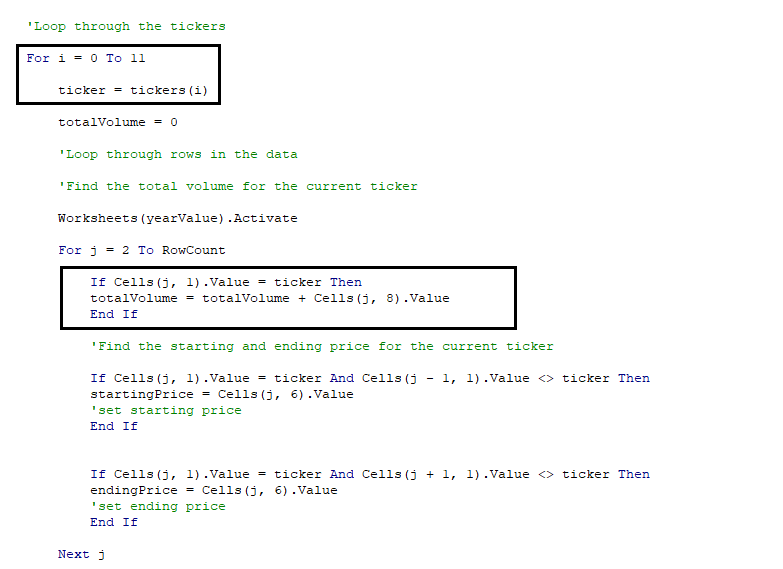 'Loop through the tickers
For i = 0 To 11
ticker = tickers(i)
totalVolume = 0
'Loop through rows in the data
'Find the total volume for the current ticker
Worksheets(yearValue).Activate
For j = 2 To RowCount
If Cells(j, 1).Value = ticker Then
totalVolume = totalVolume + Cells(j, 8).Value
End If
'Find the starting and ending price for the current ticker
If Cells(j, 1).Value = ticker And Cells(j - 1, 1).Value <> ticker Then
startingPrice = Cells(j, 6).Value
'set starting price
End If
If Cells(j, 1).Value = ticker And Cells(j + 1, 1).Value <> ticker Then
endingPrice = Cells(j, 6).Value
'set ending price
End If
Next j